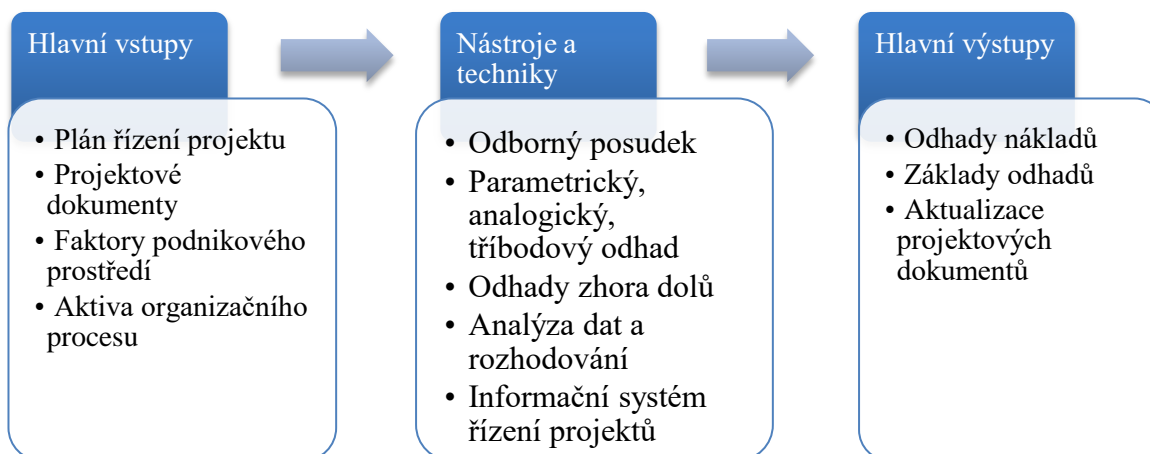 Hlavní vstupy
• Plán řízení projektu
• Projektové
dokumenty
• Faktory podnikového
prostředí
• Aktiva organizačního
procesu
Nástroje a
techniky
• Odborný posudek
• Parametrický,
analogický,
tříbodový odhad
• Odhady zhora dolů
• Analýza dat a
rozhodování
• Informační systém
řízení projektů
Hlavní výstupy
• Odhady nákladů
• Základy odhadů
• Aktualizace
projektových
dokumentů